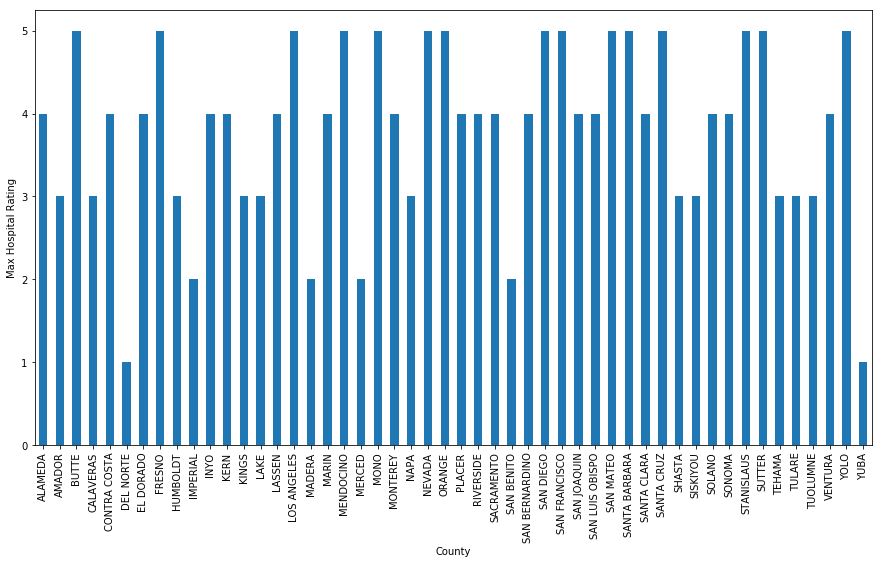 5
4
3
2
1
0
Max Hospital Rating
ALAMEDA
AMADOR
BUTTE
CALAVERAS
CONTRA COSTA
DEL NORTE
EL DORADO
FRESNO
HUMBOLDT
IMPERIAL
INYO
KERN
KINGS
LAKE
LASSEN
LOS ANGELES
MADERA
MARIN
MENDOCINO
MERCED
MONO
MONTEREY
NAPA
NEVADA
ORANGE
PLACER
RIVERSIDE
SACRAMENTO
SAN BENITO
SAN BERNARDINO
SAN DIEGO
SAN FRANCISCO
SAN JOAQUIN
SAN LUIS OBISPO
SAN MATEO
SANTA BARBARA
SANTA CLARA
SANTA CRUZ
SHASTA
SISKIYOU
SOLANO
SONOMA
STANISLAUS
SUTTER
TEHAMA
TULARE
TUOLUMNE
VENTURA
YOLO
YUBA
County